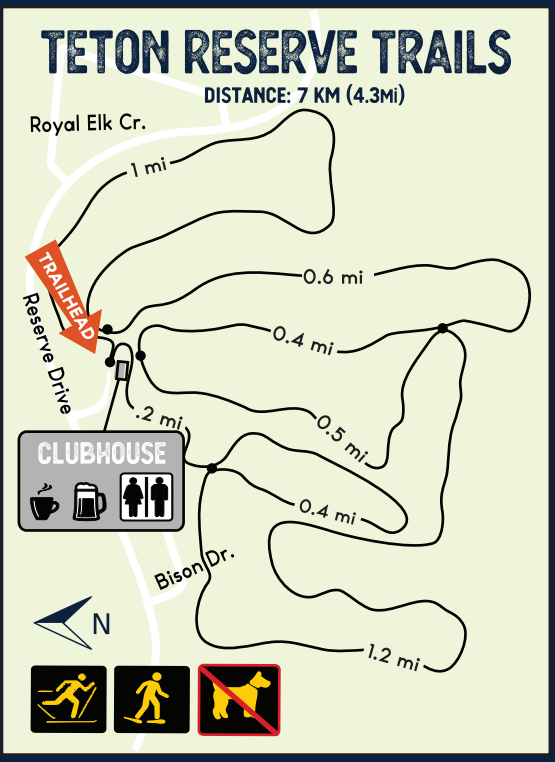 TETON RESERVE TRAILS
DISTANCE: 7 KM (4.3Mi)
Royal Elk Cr.
1 mi
TRAILHEAD
0.6 mi
Reserve Drive
0.4 mi
.2 mi
0.5 mi
CLUBHOUSE
0.4 mi
Bison Dr.
N
1.2 mi